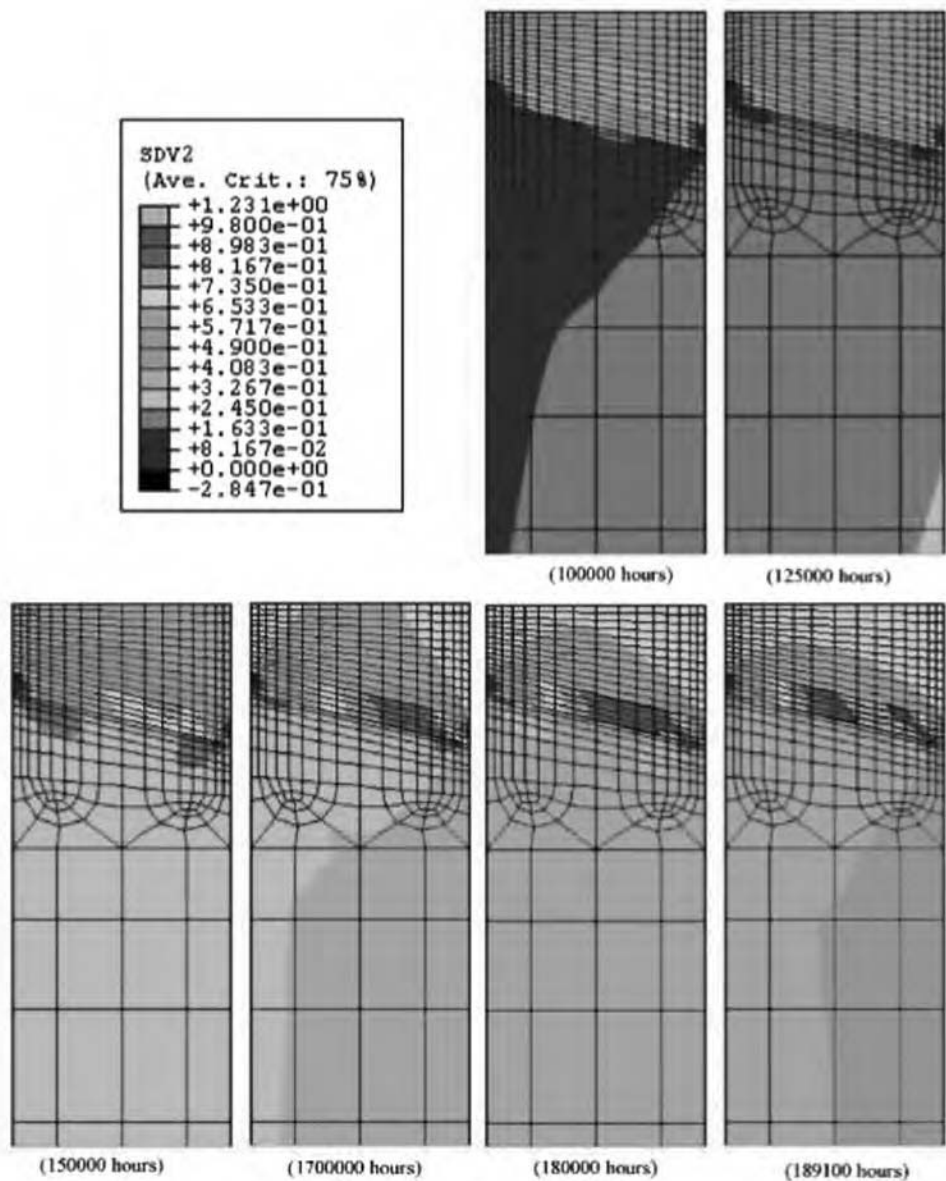 SDV2
(Ave. Crit.: 75%)
+1.231e+00
+9.800e-01
+8.983e-01
+8.167e-01
+7.350e-01
+6.533e-01
+5.717e-01
+4.900e-01
+4.083e-01
+3.267e-01
+2.450e-01
+1.633e-01
+8.167e-02
+0.000e+00
-2.847e-01
(100000 hours)
(125000 hours)
(150000 hours)
(1700000 hours)
(180000 hours)
(189100 hours)